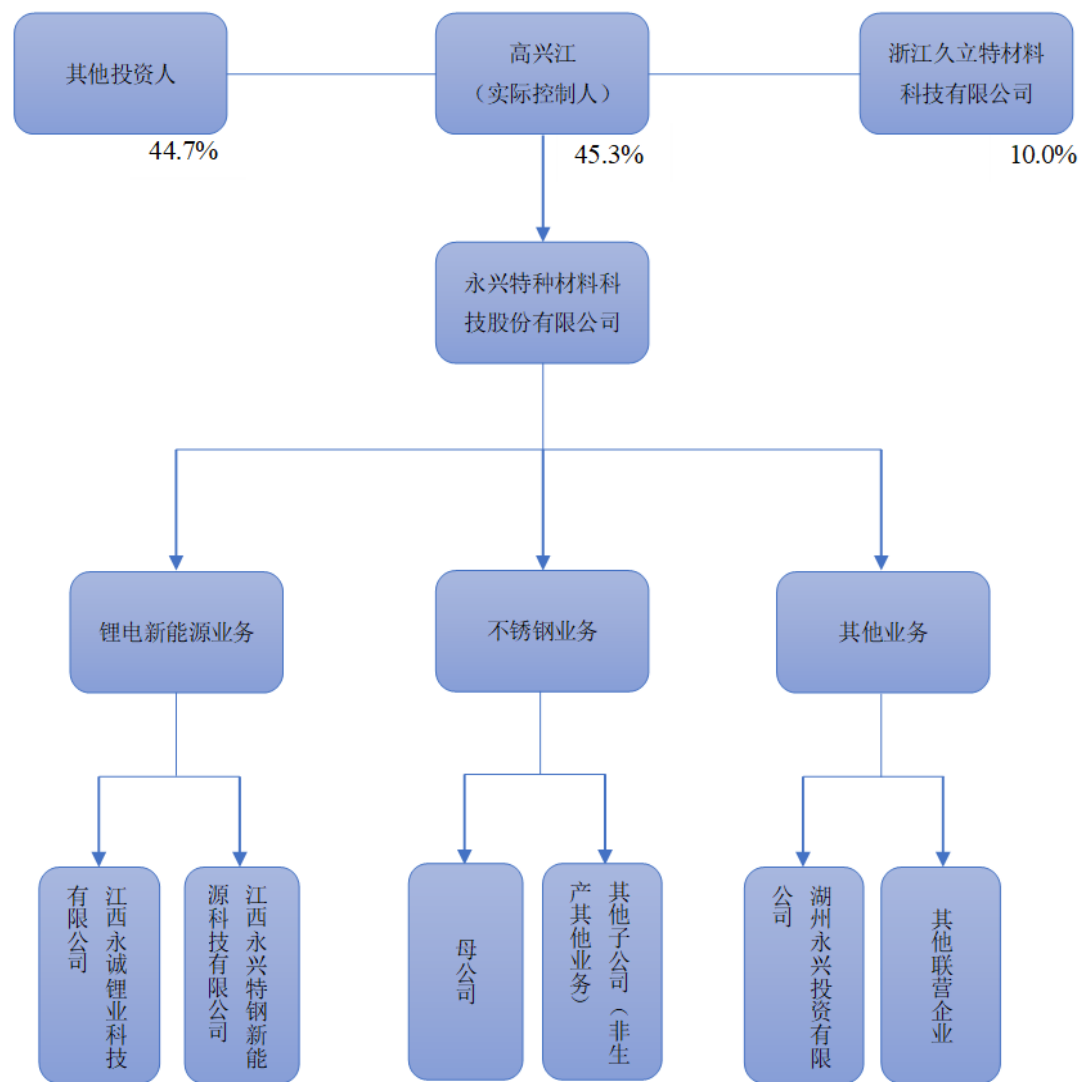 其他投资人
高兴江
（实际控制人）
浙江久立特材料
科技有限公司
44.7%
45.3%
10.0%
永兴特种材料科
技股份有限公司
锂电新能源业务
不锈钢业务
其他业务
江西永诚锂业科技
有限公司
江西永兴特钢新能
源科技有限公司
母公司
其他子公司（非生
产其他业务）
湖州永兴投资有限
公司
其他联营企业